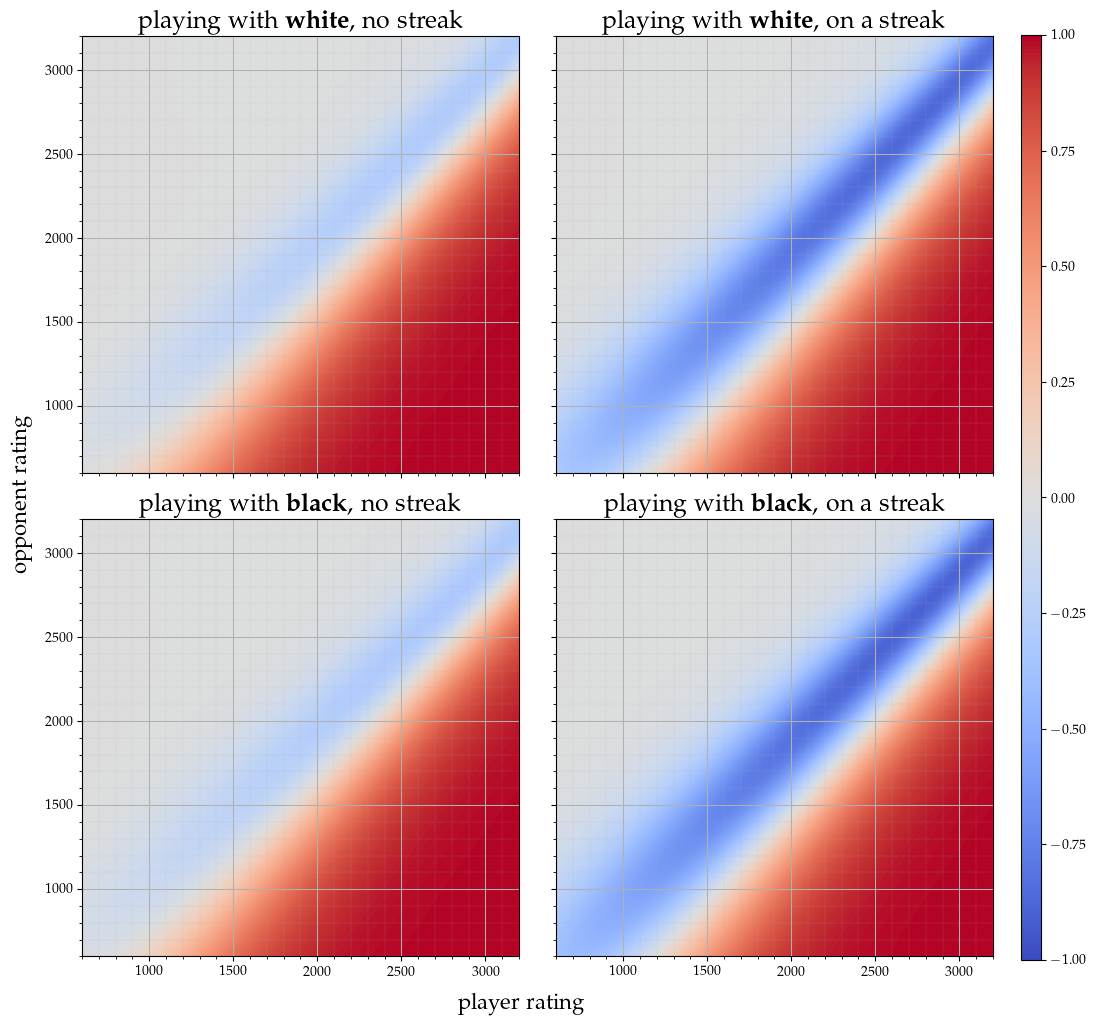 playing with white, no streak
playing with white, on a streak
3000
2500
2000
1500
1000
1.00
0.75
0.50
0.25
0.00
−0.25
−0.50
−0.75
−1.00
opponent rating
playing with black, no streak
playing with black, on a streak
3000
2500
2000
1500
1000
1000 1500 2000 2500 3000
1000 1500 2000 2500 3000
player rating